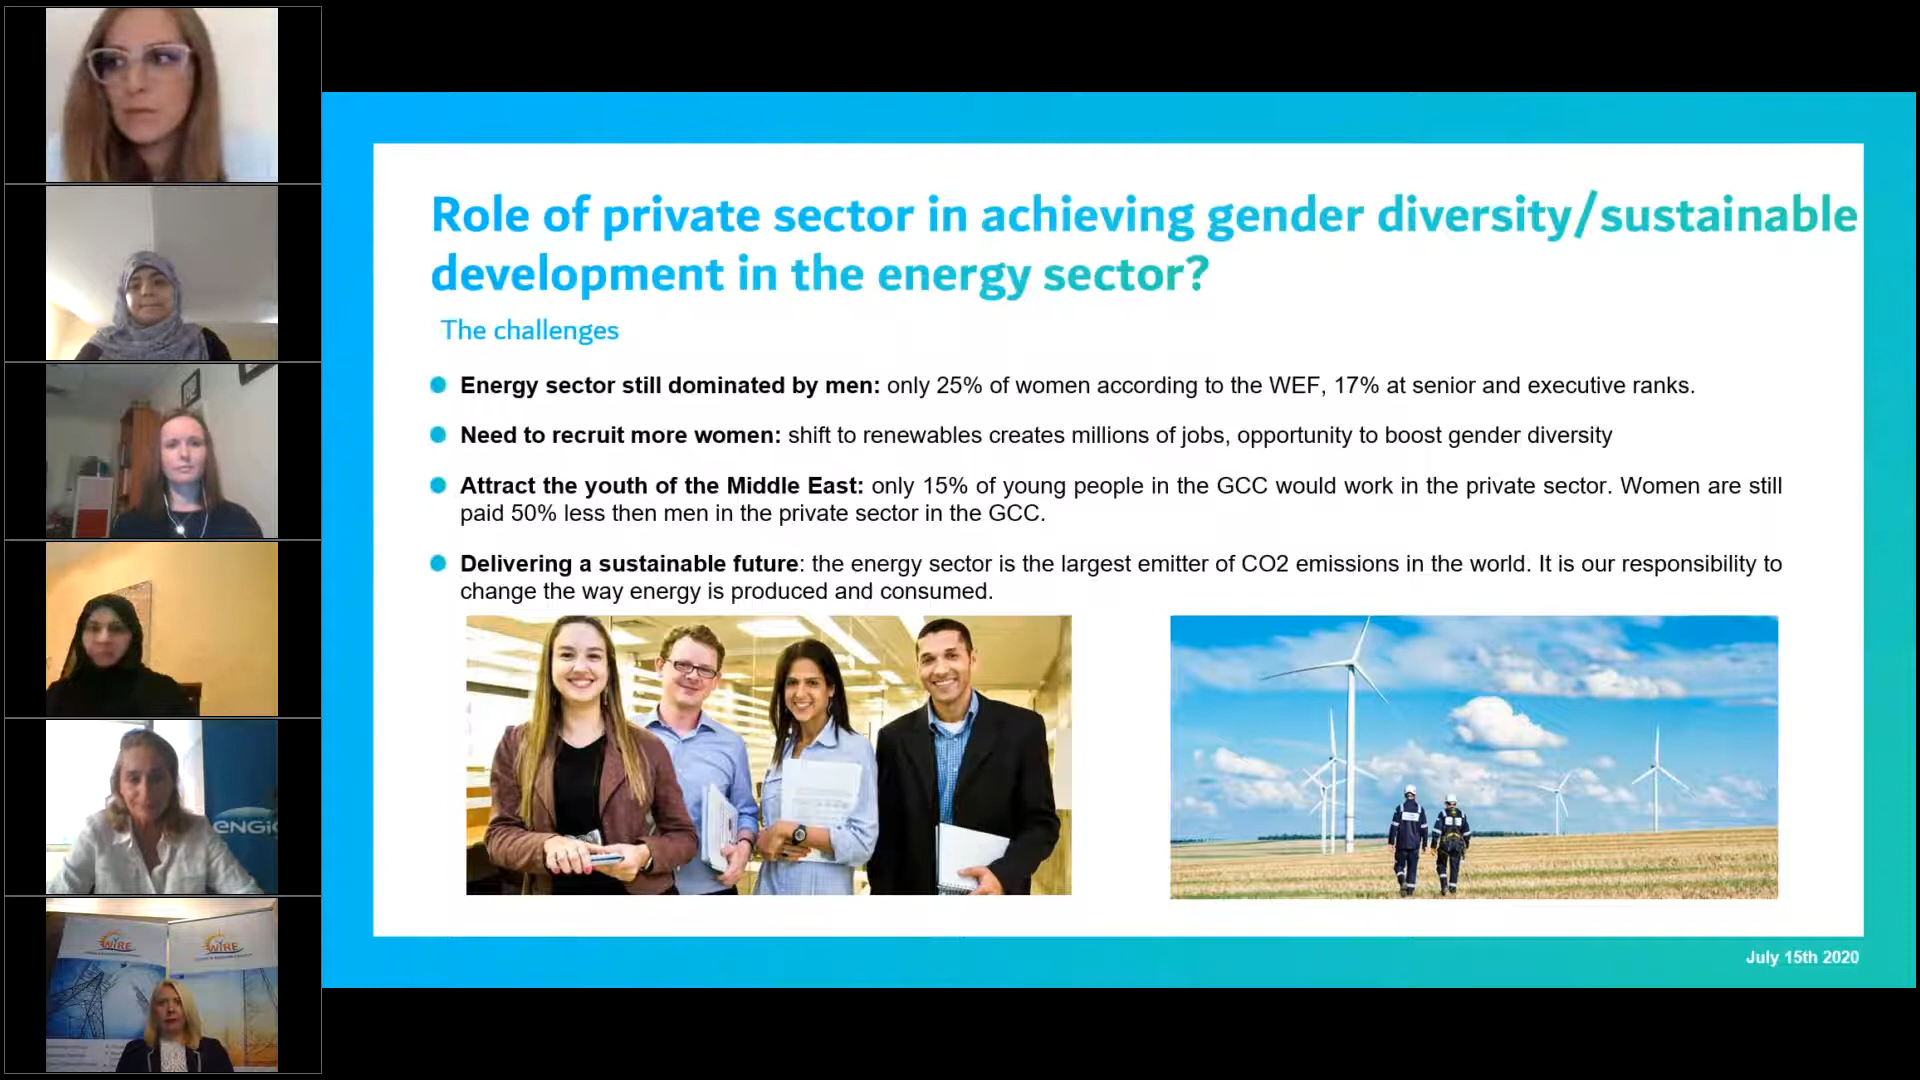 Role of private sector in achieving gender diversity/sustainable
development in the energy sector?
The challenges
Energy sector still dominated by men: only 25% of women according to the WEF, 17% at senior and executive ranks.
Need to recruit more women: shift to renewables creates millions of jobs, opportunity to boost gender diversity
Attract the youth of the Middle East: only 15% of young people in the GCC would work in the private sector. Women are still
paid 50% less then men in the private sector in the GCC.
Delivering a sustainable future: the energy sector is the largest emitter of CO2 emissions in the world. It is our responsibility to
change the way energy is produced and consumed.
July 15th 2020
eNGi
WiRE
WiRE